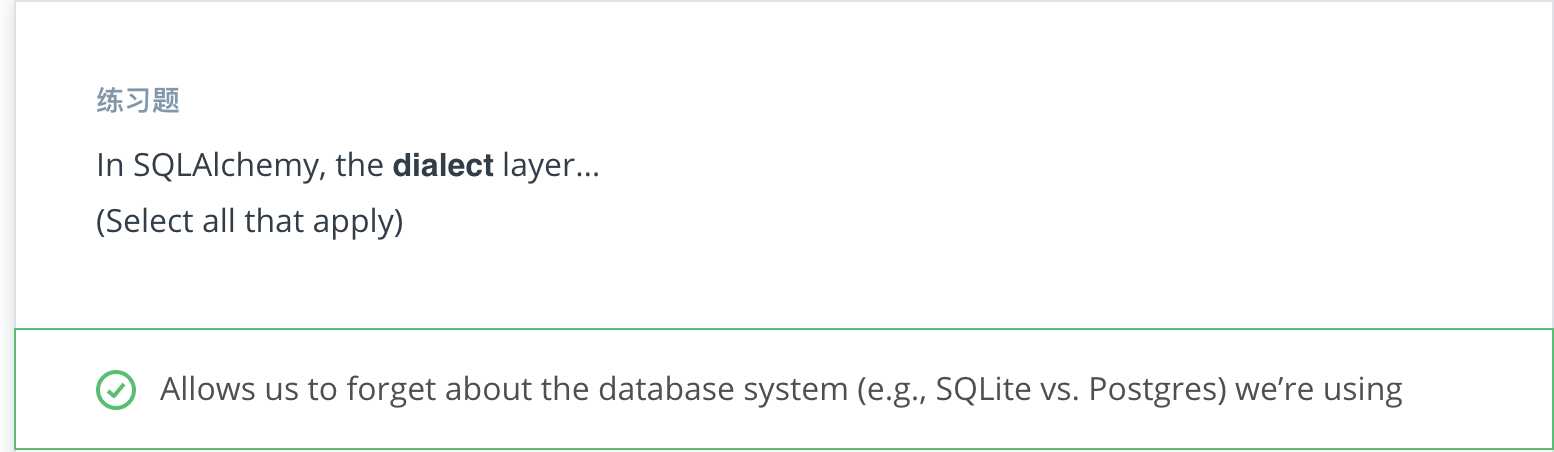 练习题
In SQLAlchemy, the dialect layer...
(Select all that apply)
Allows us to forget about the database system (e.g., SQLite vs. Postgres) we’re using